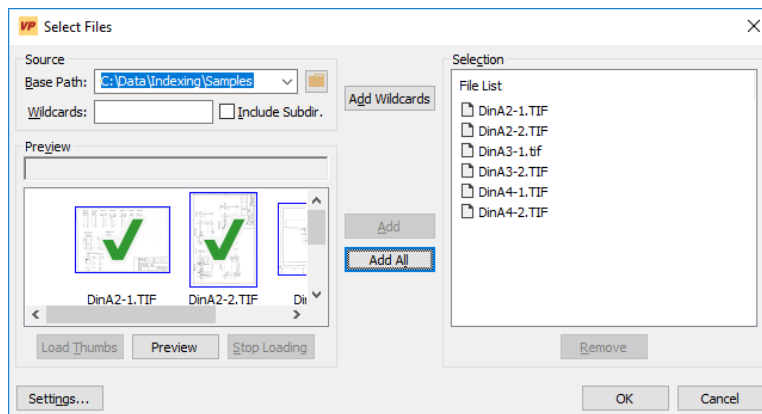 VP Select Files
Source
Base Path: C:\Data\Indexing\Samples
Wildcards: Include Subdir.
Add Wildcards
Preview
DinA2-1.TIF DinA2-2.TIF Di
Load Thumbs Preview Stop Loading
Add
Add All
Selection
File List
DinA2-1.TIF
DinA2-2.TIF
DinA3-1.tif
DinA3-2.TIF
DinA4-1.TIF
DinA4-2.TIF
Remove
Settings... OK Cancel